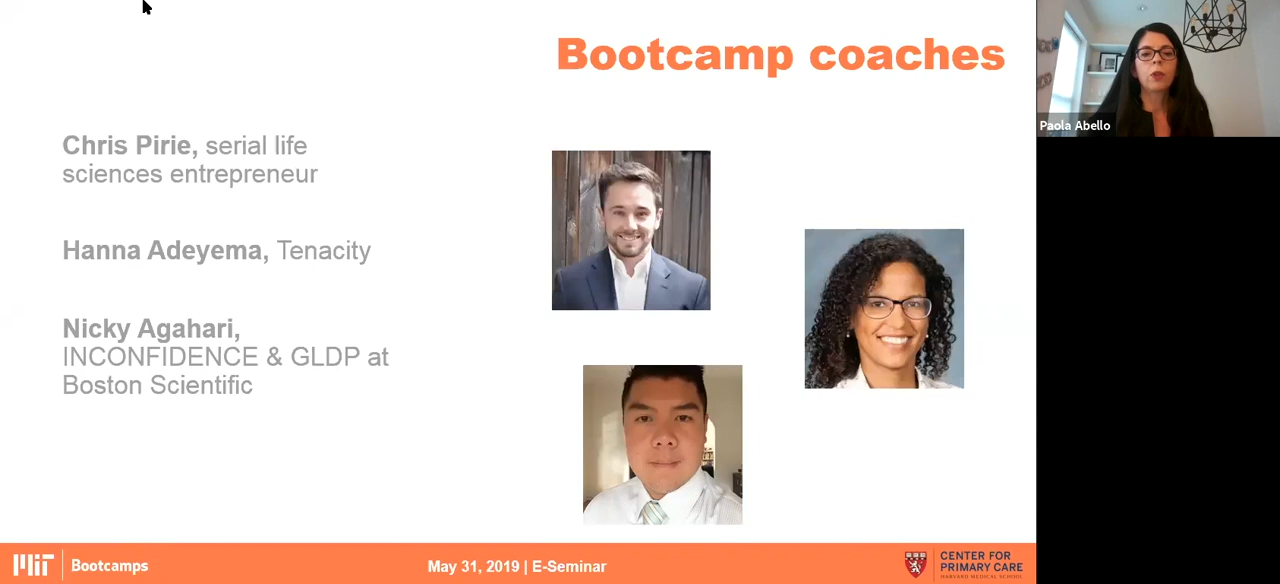 Bootcamp coaches
Chris Pirie, serial life
sciences entrepreneur
Hanna Adeyema, Tenacity
Nicky Agahari,
INCONFIDENCE & GLDP at
Boston Scientific
Paola Abello
MIT
Bootcamps
May 31, 2019 | E-Seminar
CENTER FOR
PRIMARY CARE
HARVARD MEDICAL SCHOOL